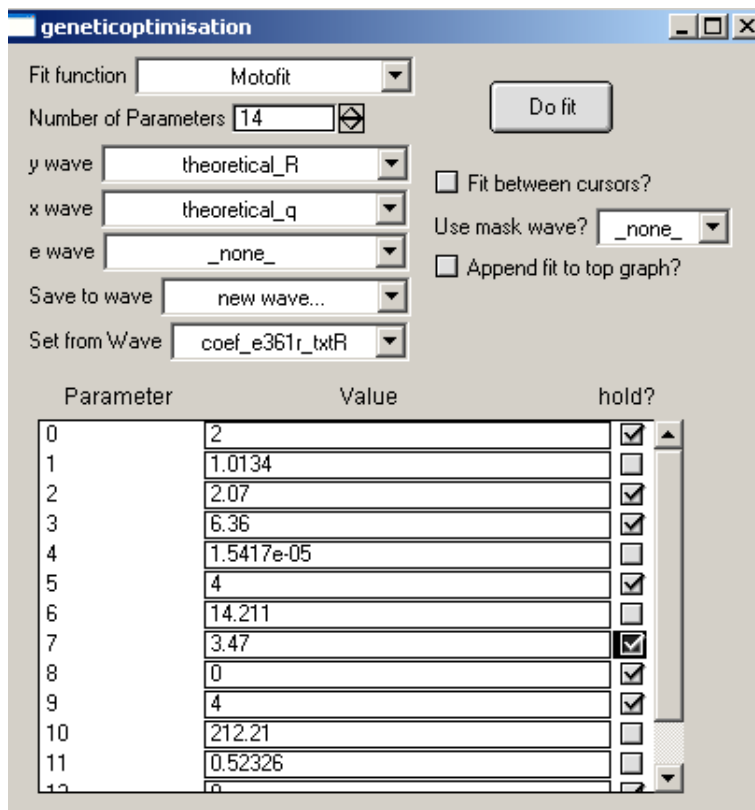 geneticoptimisation
Fit function Motofit
Do fit
Number of Parameters 14
y wave theoretical_R
Fit between cursors?
x wave theoretical_q
Use mask wave? _none_
e wave _none_
Append fit to top graph?
Save to wave new wave...
Set from Wave coef_e361r_txtR
Parameter Value hold?
0 2
1 1.0134
2 2.07
3 6.36
4 1.5417e-05
5 4
6 14.211
7 3.47
8 0
9 4
10 212.21
11 0.52326